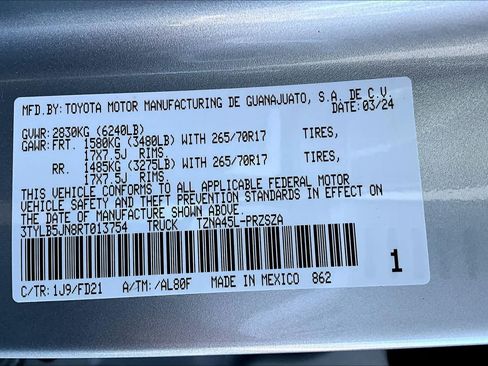 MFD.BY:TOYOTA MOTOR MANUFACTURING DE GUANAJUATO, S.A. DE C.V.
DATE:03/24
GVWR:2830KG (6240LB)
GAWR:FRT. 1580KG (3480LB) WITH 265/70R17 TIRES,
17X7.5J RIMS.
RR. 1485KG (3275LB) WITH 265/70R17 TIRES,
17X7.5J RIMS.
THIS VEHICLE CONFORMS TO ALL APPLICABLE FEDERAL MOTOR
VEHICLE SAFETY AND THEFT PREVENTION STANDARDS IN EFFECT ON
THE DATE OF MANUFACTURE SHOWN ABOVE.
3TYLB5JN8RT013754 TRUCK TZNA45L-PRZSZA
1
C/TR: 1J9/FD21 A/TM: /AL80F MADE IN MEXICO 862